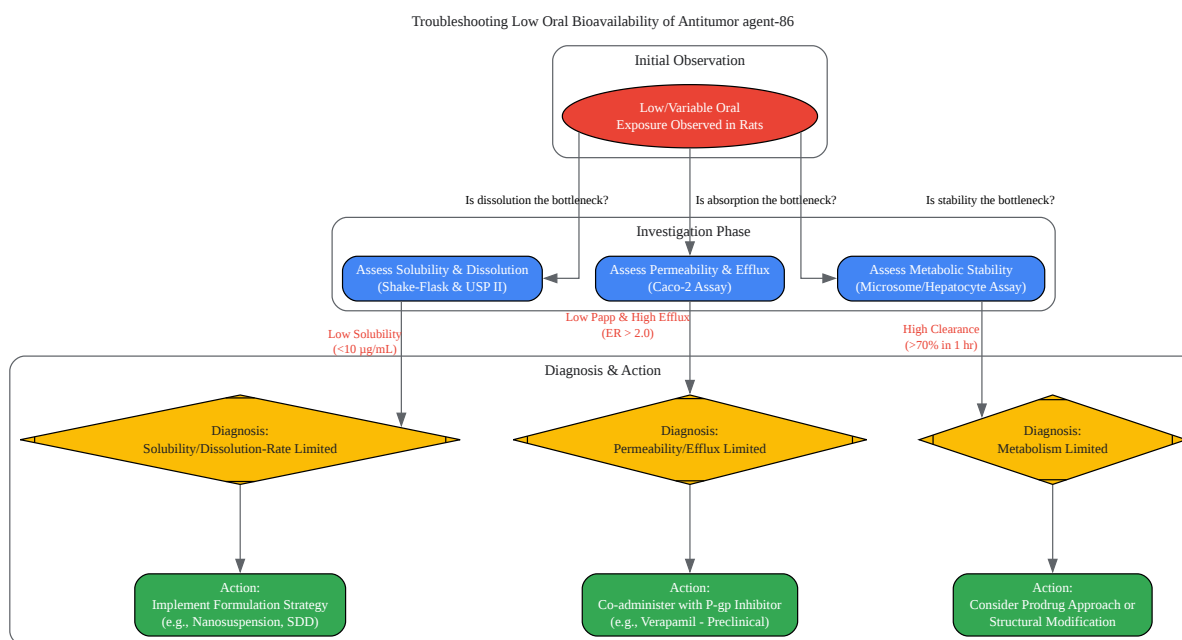 Troubleshooting Low Oral Bioavailability of Antitumor agent-86
Initial Observation
Low/Variable Oral
Exposure Observed in Rats
Is dissolution the bottleneck?
Is absorption the bottleneck?
Is stability the bottleneck?
Investigation Phase
Assess Solubility & Dissolution
(Shake-Flask & USP II)
Assess Permeability & Efflux
(Caco-2 Assay)
Assess Metabolic Stability
(Microsome/Hepatocyte Assay)
Low Solubility
(<10 µg/mL)
Low Papp & High Efflux
(ER > 2.0)
High Clearance
(>70% in 1 hr)
Diagnosis & Action
Diagnosis:
Solubility/Dissolution-Rate Limited
Diagnosis:
Permeability/Efflux Limited
Diagnosis:
Metabolism Limited
Action:
Implement Formulation Strategy
(e.g., Nanosuspension, SDD)
Action:
Co-administer with P-gp Inhibitor
(e.g., Verapamil - Preclinical)
Action:
Consider Prodrug Approach or
Structural Modification